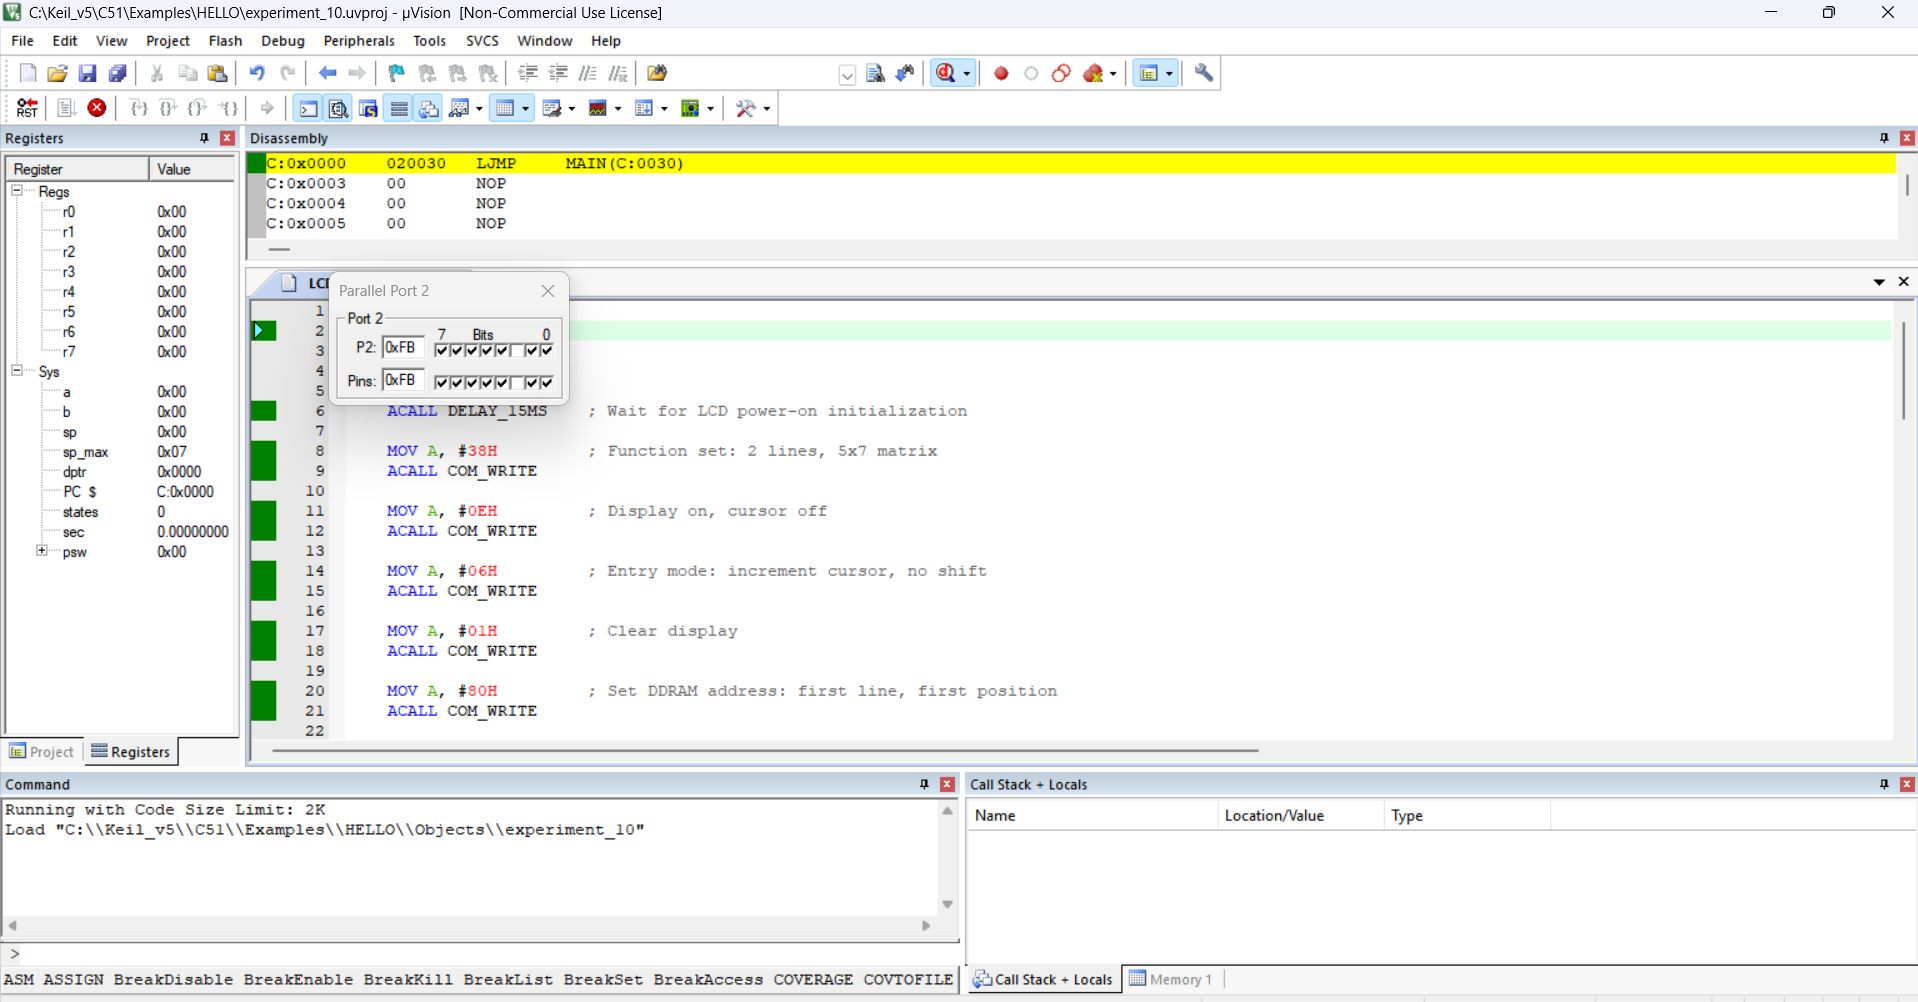 C:\Keil_v5\C51\Examples\HELLO\experiment_10.uvproj - µVision [Non-Commercial Use License]
File Edit View Project Flash Debug Peripherals Tools SVCS Window Help
RST
Registers
Register Value
Regs
r0 0x00
r1 0x00
r2 0x00
r3 0x00
r4 0x00
r5 0x00
r6 0x00
r7 0x00
Sys
a 0x00
b 0x00
sp 0x00
sp_max 0x07
dptr 0x0000
PC $ C:0x0000
states 0
sec 0.00000000
psw 0x00
Project Registers
Disassembly
C:0x0000 020030 LJMP MAIN(C:0030)
C:0x0003 00 NOP
C:0x0004 00 NOP
C:0x0005 00 NOP
Parallel Port 2
Port 2
7 Bits 0
P2: 0xFB
Pins: 0xFB
1
2
3
4
5
6 ACALL DELAY_15MS ; Wait for LCD power-on initialization
7
8 MOV A, #38H ; Function set: 2 lines, 5x7 matrix
9 ACALL COM_WRITE
10
11 MOV A, #0EH ; Display on, cursor off
12 ACALL COM_WRITE
13
14 MOV A, #06H ; Entry mode: increment cursor, no shift
15 ACALL COM_WRITE
16
17 MOV A, #01H ; Clear display
18 ACALL COM_WRITE
19
20 MOV A, #80H ; Set DDRAM address: first line, first position
21 ACALL COM_WRITE
22
Command
Running with Code Size Limit: 2K
Load "C:\\Keil_v5\\C51\\Examples\\HELLO\\Objects\\experiment_10"
>
ASM ASSIGN BreakDisable BreakEnable BreakKill BreakList BreakSet BreakAccess COVERAGE COVTOFILE
Call Stack + Locals
Name Location/Value Type
Call Stack + Locals Memory 1